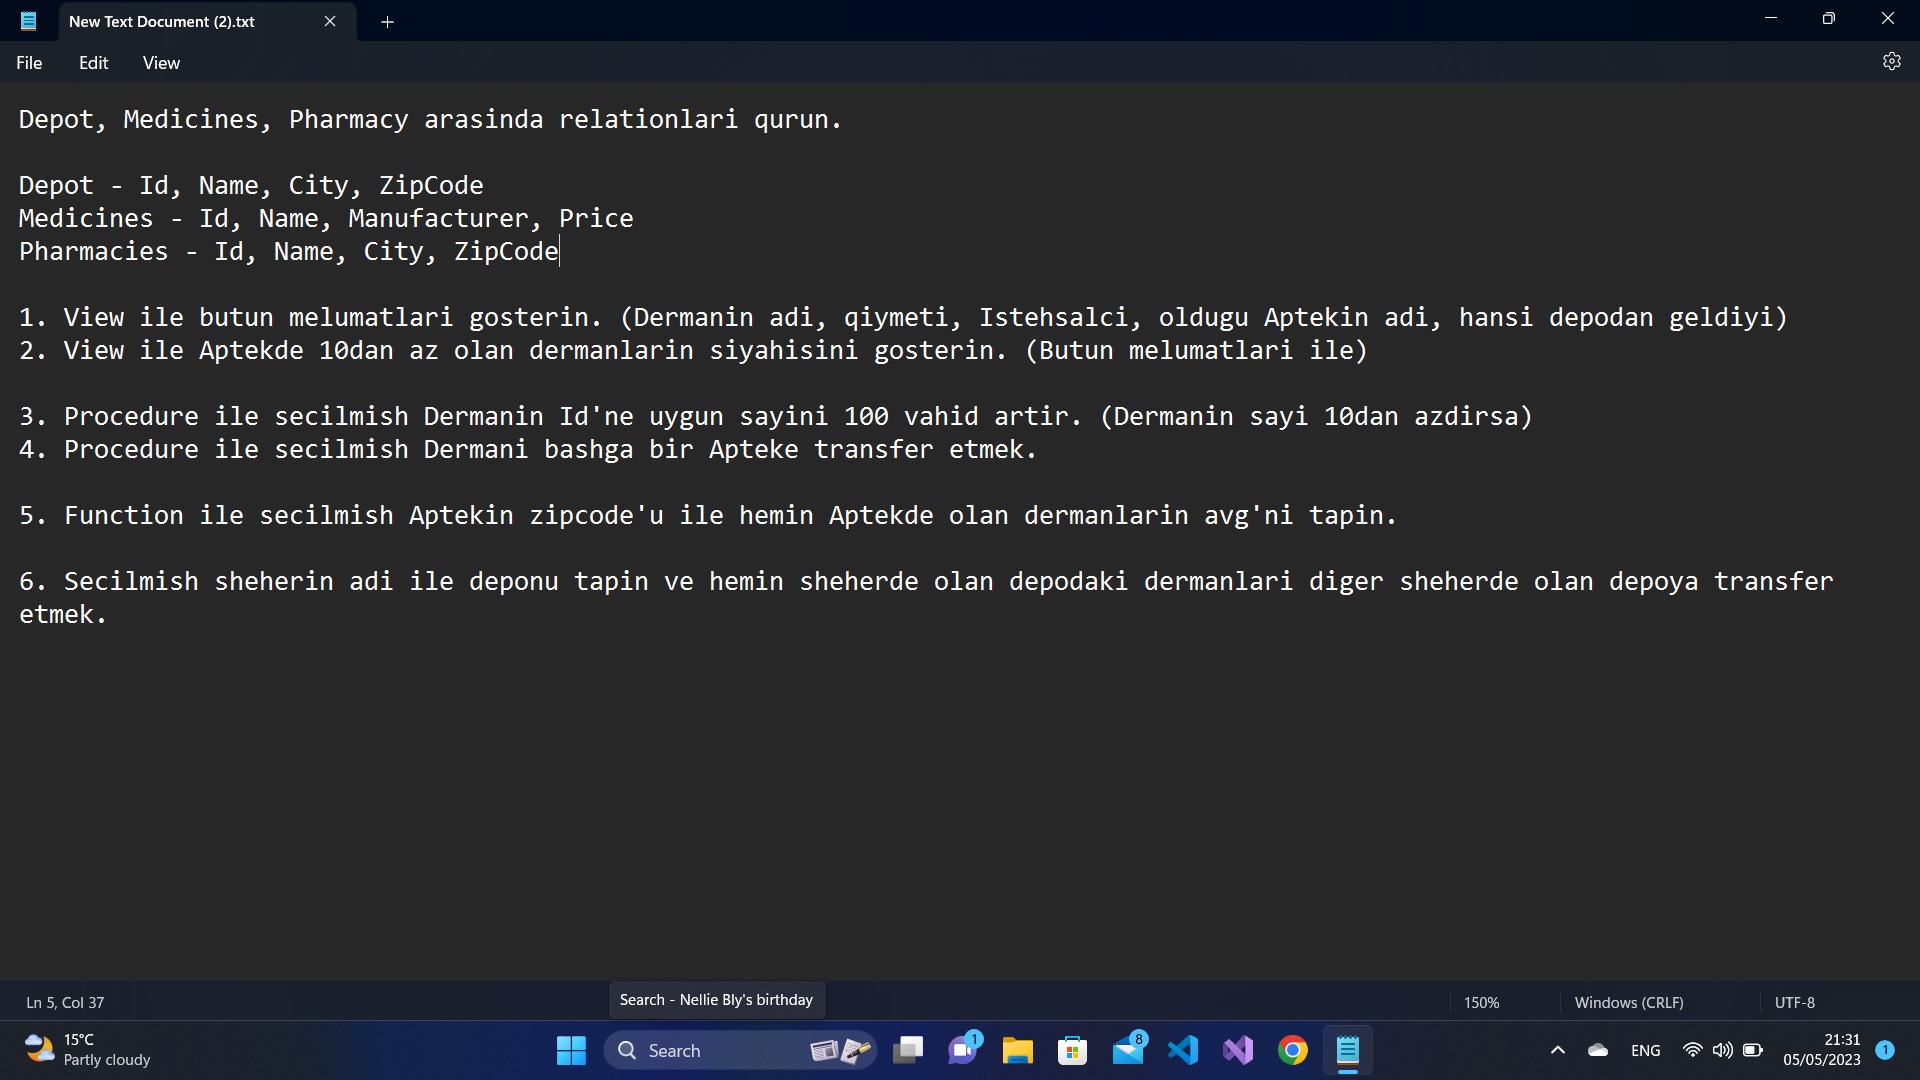 New Text Document (2).txt
File Edit View
Depot, Medicines, Pharmacy arasinda relationlari qurun.
Depot - Id, Name, City, ZipCode
Medicines - Id, Name, Manufacturer, Price
Pharmacies - Id, Name, City, ZipCode
1. View ile butun melumatlari gosterin. (Dermanin adi, qiymeti, Istehsalci, oldugu Aptekin adi, hansi depodan geldiyi)
2. View ile Aptekde 10dan az olan dermanlarin siyahisini gosterin. (Butun melumatlari ile)
3. Procedure ile secilmish Dermanin Id'ne uygun sayini 100 vahid artir. (Dermanin sayi 10dan azdirsa)
4. Procedure ile secilmish Dermani bashga bir Apteke transfer etmek.
5. Function ile secilmish Aptekin zipcode'u ile hemin Aptekde olan dermanlarin avg'ni tapin.
6. Secilmish sheherin adi ile deponu tapin ve hemin sheherde olan depodaki dermanlari diger sheherde olan depoya transfer
etmek.
Ln 5, Col 37
Search - Nellie Bly's birthday
150%
Windows (CRLF)
UTF-8
15°C
Partly cloudy
Search
1
8
ENG
21:31
05/05/2023
1